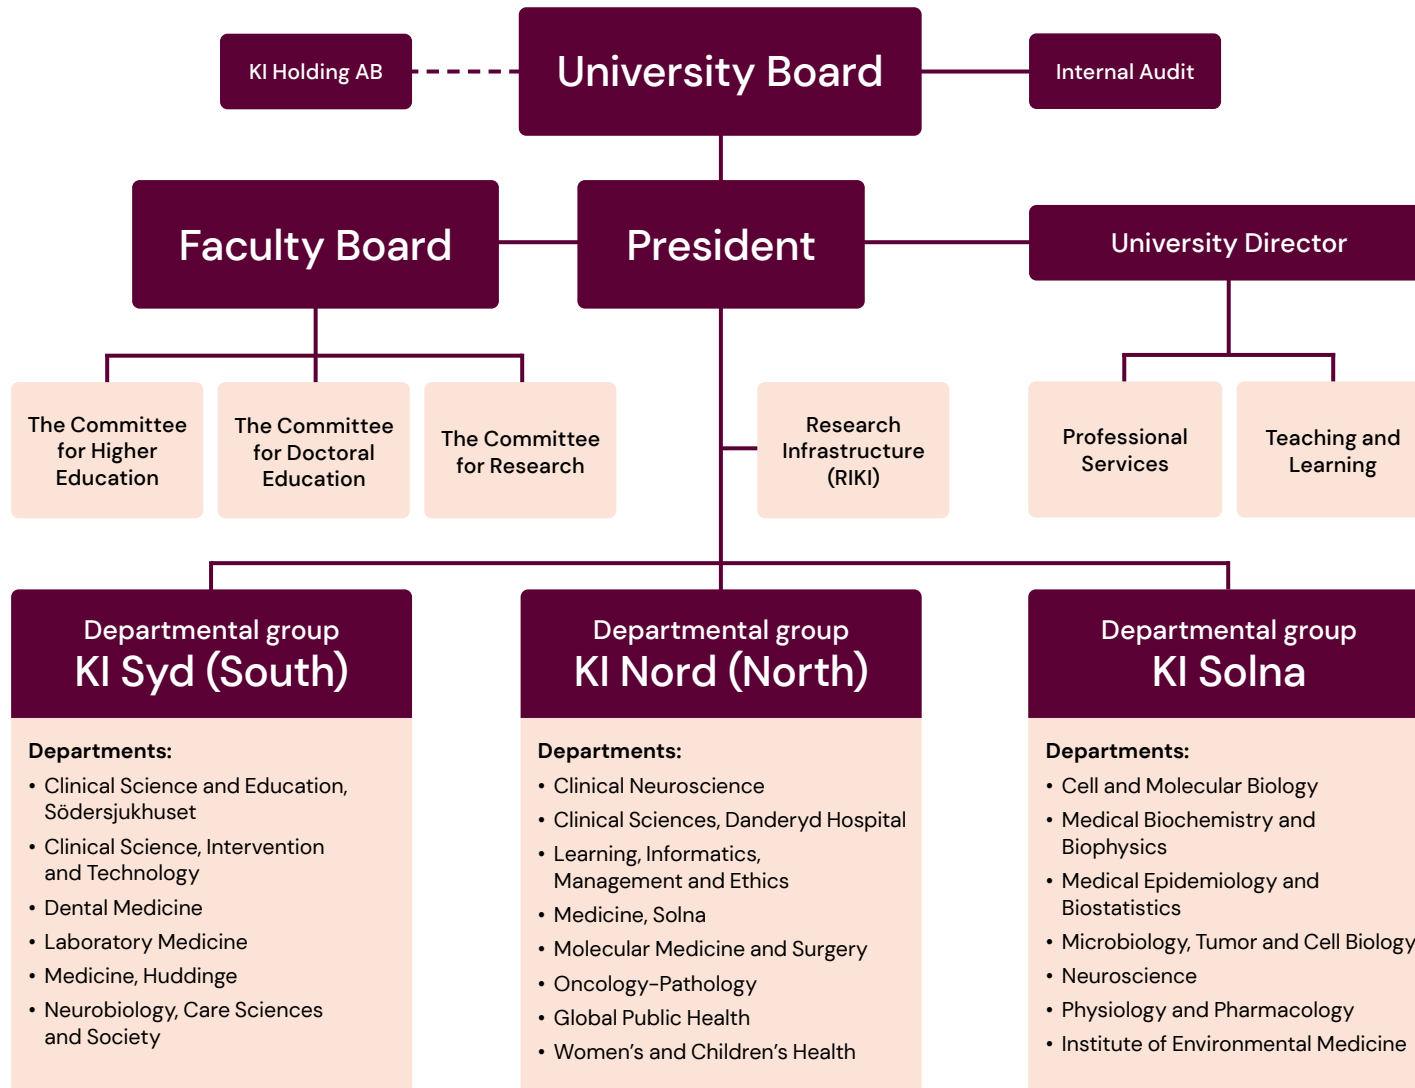 KI Holding AB
University Board
Internal Audit
Faculty Board
President
University Director
The Committee
for Higher
Education
The Committee
for Doctoral
Education
The Committee
for Research
Research
Infrastructure
(RIKI)
Professional
Services
Teaching and
Learning
Departmental group
KI Syd (South)
Departments:
• Clinical Science and Education,
Södersjukhuset
• Clinical Science, Intervention
and Technology
• Dental Medicine
• Laboratory Medicine
• Medicine, Huddinge
• Neurobiology, Care Sciences
and Society
Departmental group
KI Nord (North)
Departments:
• Clinical Neuroscience
• Clinical Sciences, Danderyd Hospital
• Learning, Informatics,
Management and Ethics
• Medicine, Solna
• Molecular Medicine and Surgery
• Oncology-Pathology
• Global Public Health
• Women’s and Children’s Health
Departmental group
KI Solna
Departments:
• Cell and Molecular Biology
• Medical Biochemistry and
Biophysics
• Medical Epidemiology and
Biostatistics
• Microbiology, Tumor and Cell Biology
• Neuroscience
• Physiology and Pharmacology
• Institute of Environmental Medicine